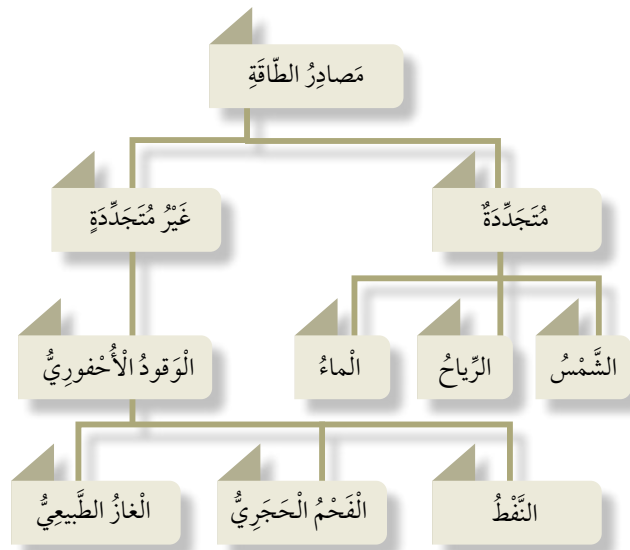 مَصادِرُ الطّاقَةِ
مُتَجَدِّدَةٌ
غَيْرُ مُتَجَدِّدَةٍ
الشَّمْسُ
الرِّياحُ
الْماءُ
الْوَقودُ الْأُحْفورِيُّ
النَّفْطُ
الْفَحْمُ الْحَجَرِيُّ
الْغازُ الطَّبيعِيُّ